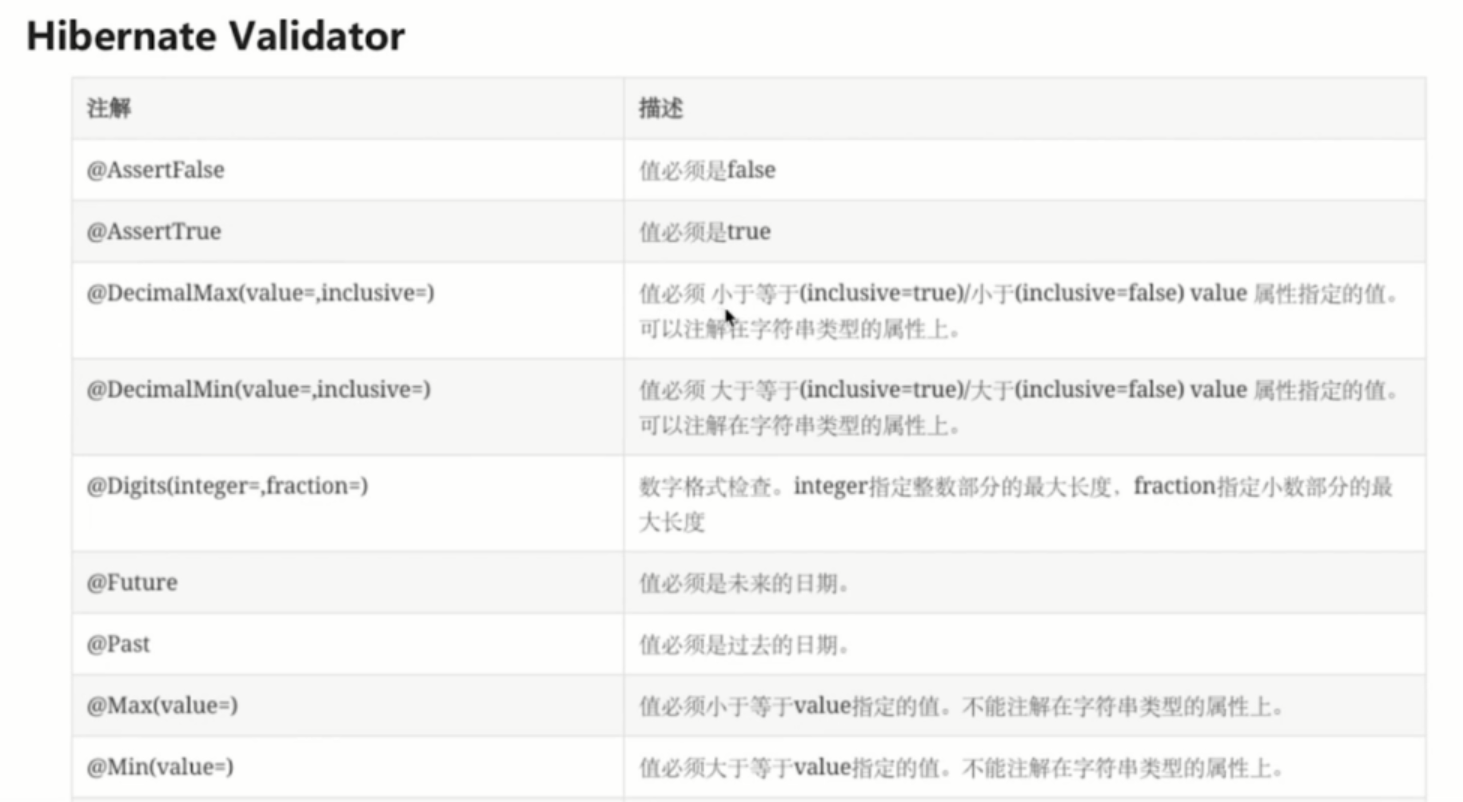 Hibernate Validator
注解 描述
@AssertFalse 值必须是false
@AssertTrue 值必须是true
@DecimalMax(value=,inclusive=) 值必须 小于等于(inclusive=true)/小于(inclusive=false) value 属性指定的值。
可以注解在字符串类型的属性上。
@DecimalMin(value=,inclusive=) 值必须 大于等于(inclusive=true)/大于(inclusive=false) value 属性指定的值。
可以注解在字符串类型的属性上。
@Digits(integer=,fraction=) 数字格式检查。integer指定整数部分的最大长度，fraction指定小数部分的最
大长度
@Future 值必须是未来的日期。
@Past 值必须是过去的日期。
@Max(value=) 值必须小于等于value指定的值。不能注解在字符串类型的属性上。
@Min(value=) 值必须大于等于value指定的值。不能注解在字符串类型的属性上。